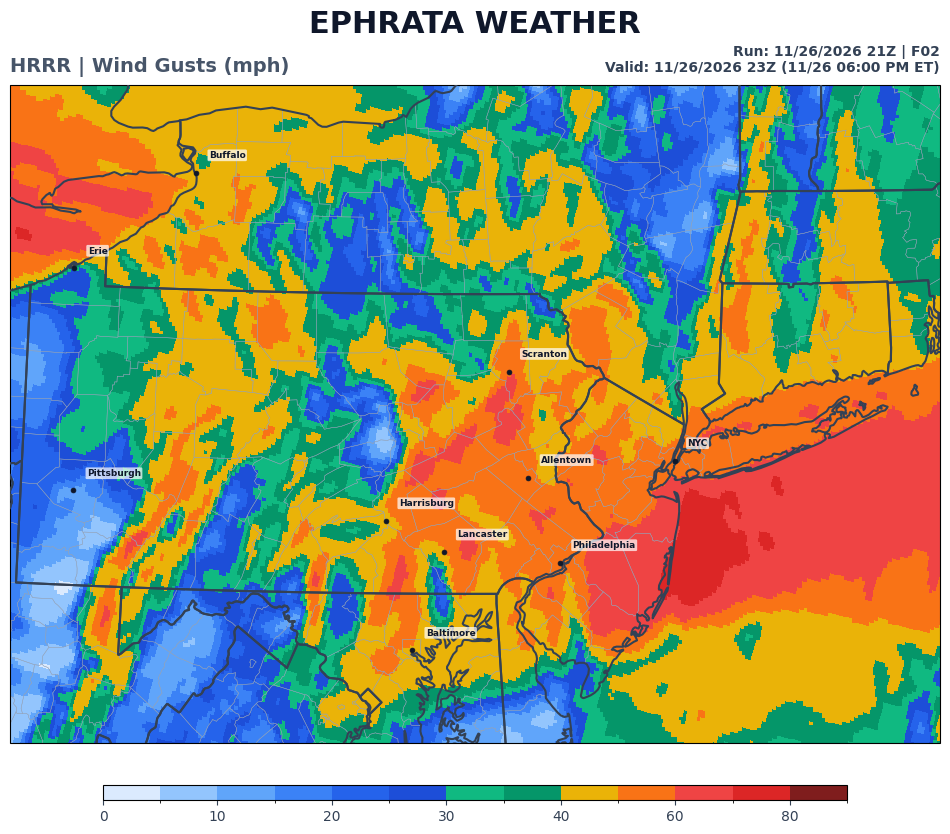 EPHRATA WEATHER
HRRR | Wind Gusts (mph)
Run: 11/26/2026 21Z | F02
Valid: 11/26/2026 23Z (11/26 06:00 PM ET)
Buffalo
Erie
Scranton
NYC
Allentown
Pittsburgh
Harrisburg
Lancaster
Philadelphia
Baltimore
0 10 20 30 40 50 60 70 80